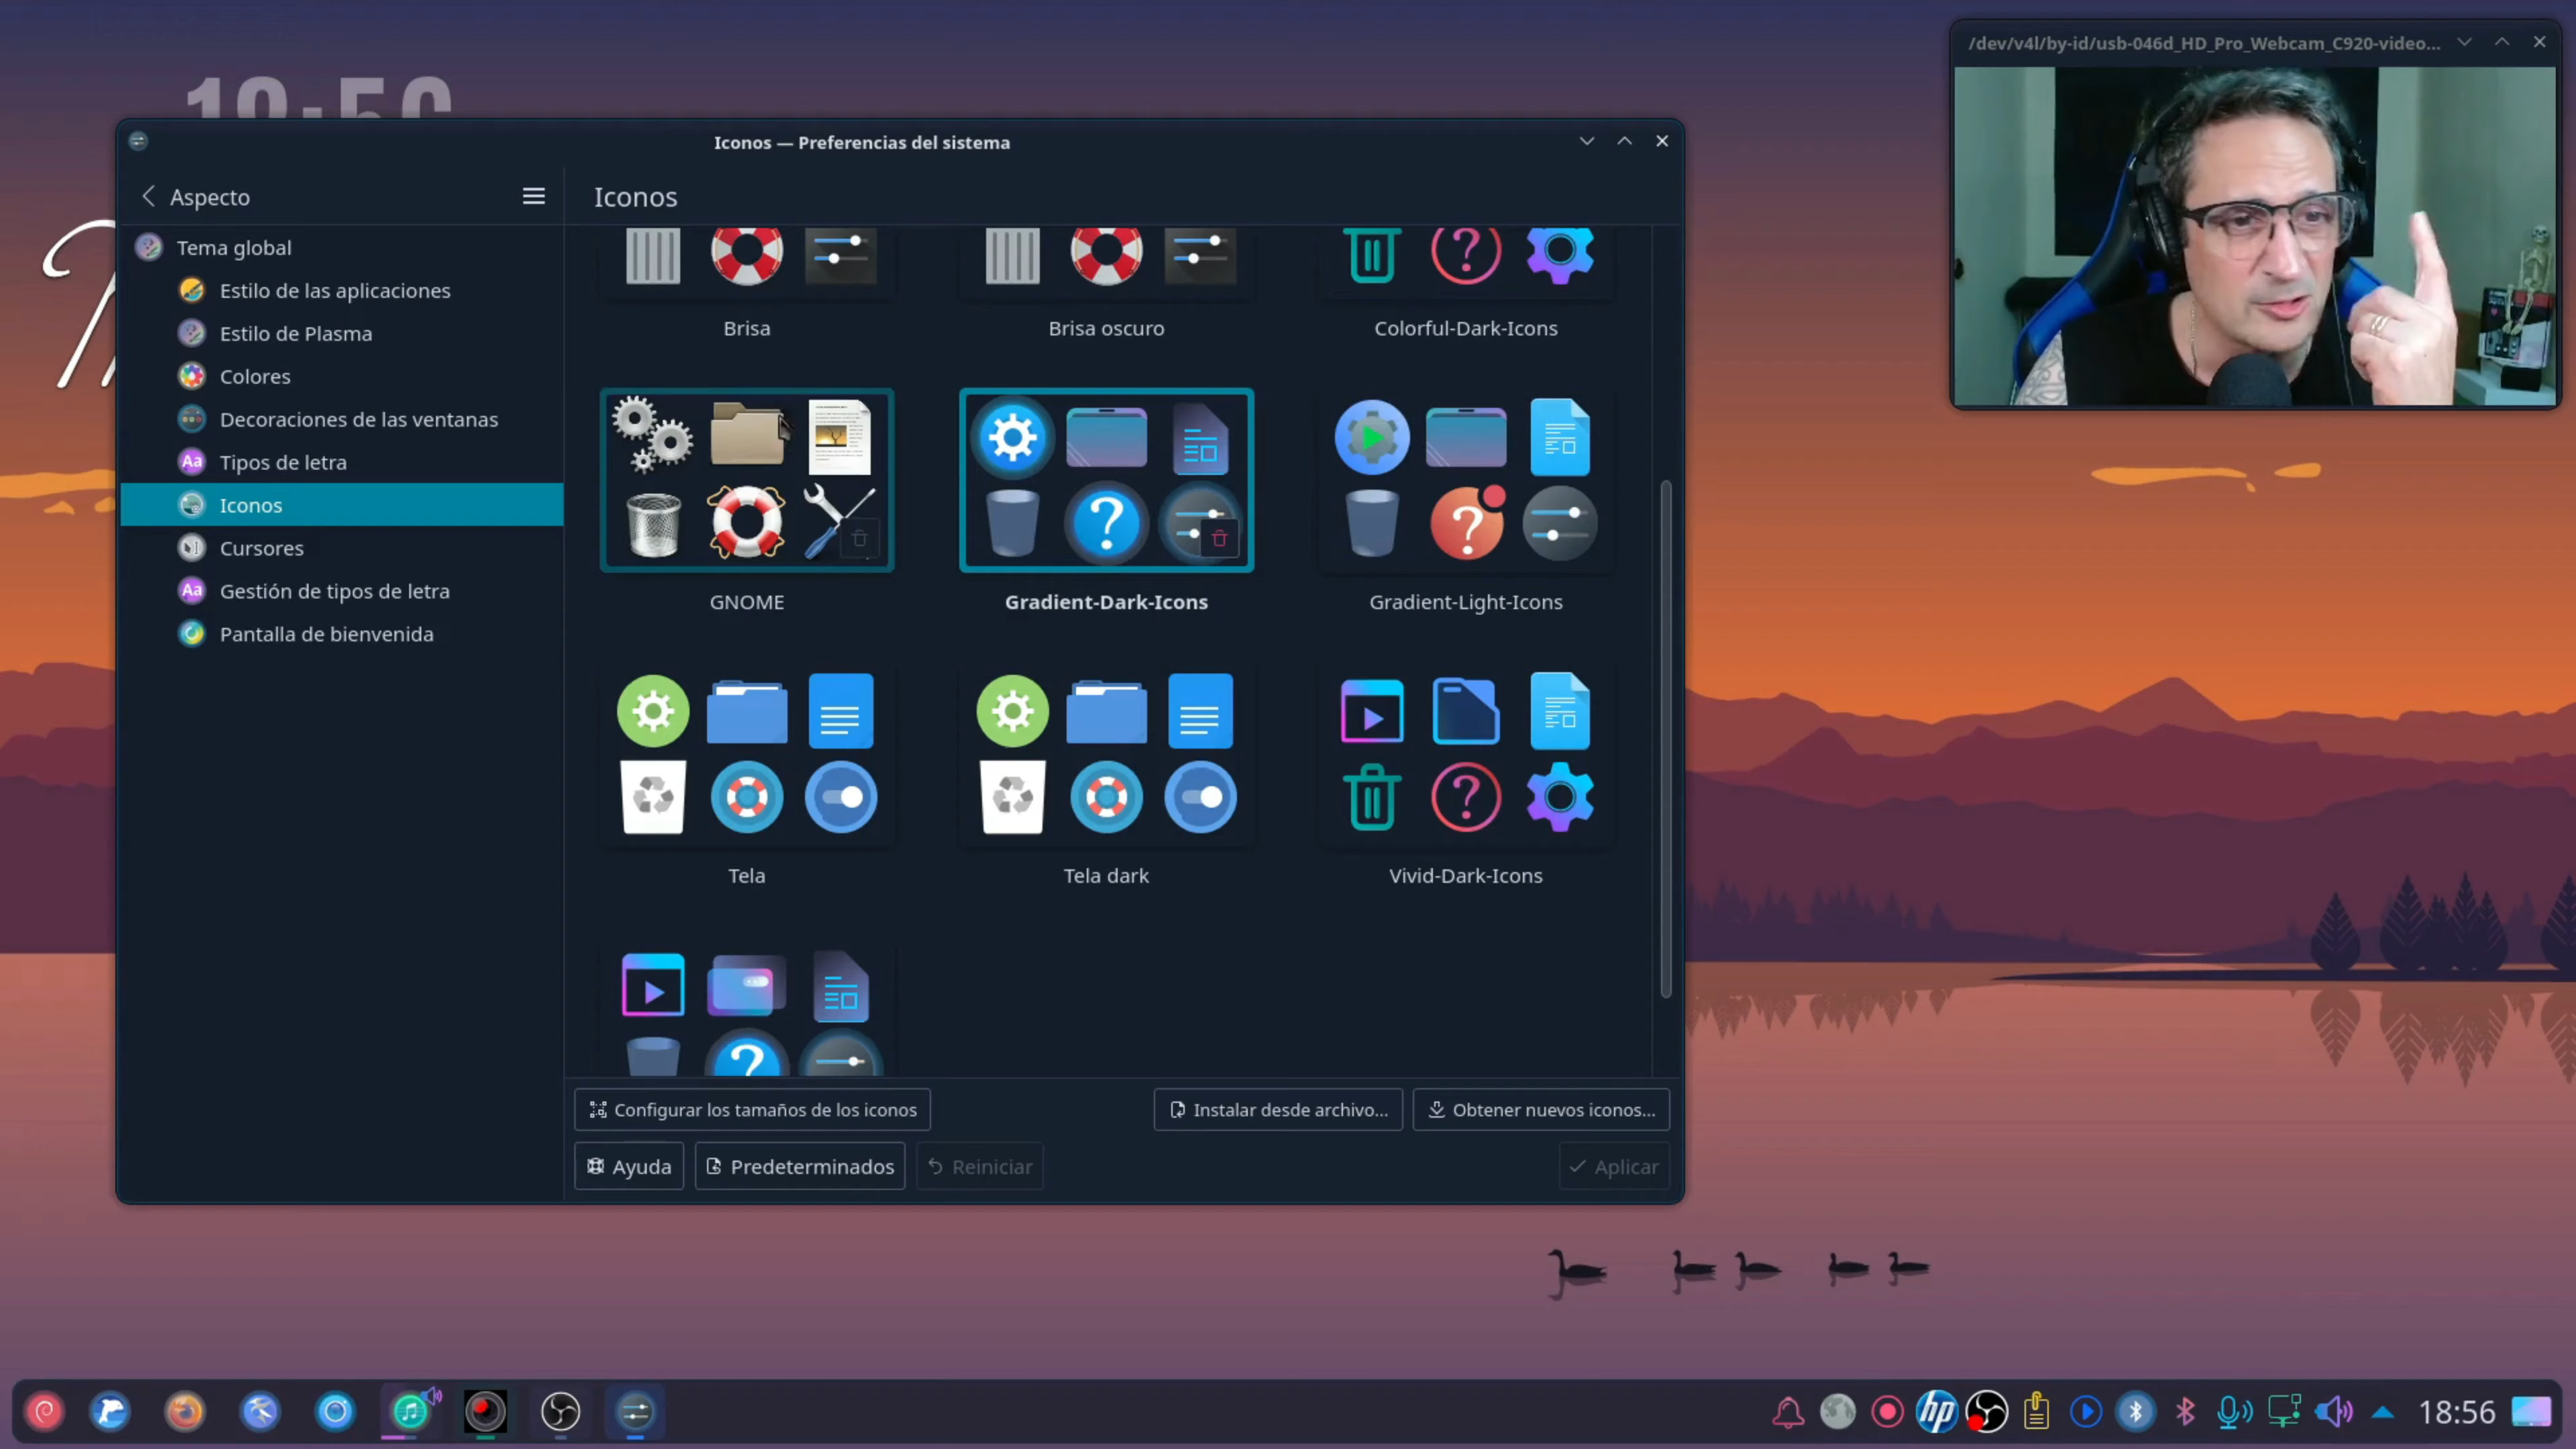 /dev/v4l/by-id/usb-046d_HD_Pro_Webcam_C920-video...
Iconos — Preferencias del sistema
Aspecto
Iconos
Tema global
Estilo de las aplicaciones
Estilo de Plasma
Colores
Decoraciones de las ventanas
Aa Tipos de letra
Iconos
Cursores
Aa Gestión de tipos de letra
Pantalla de bienvenida
Brisa
Brisa oscuro
Colorful-Dark-Icons
GNOME
Gradient-Dark-Icons
Gradient-Light-Icons
Tela
Tela dark
Vivid-Dark-Icons
Configurar los tamaños de los iconos
Instalar desde archivo...
Obtener nuevos iconos...
Ayuda
Predeterminados
Reiniciar
Aplicar
hp
18:56